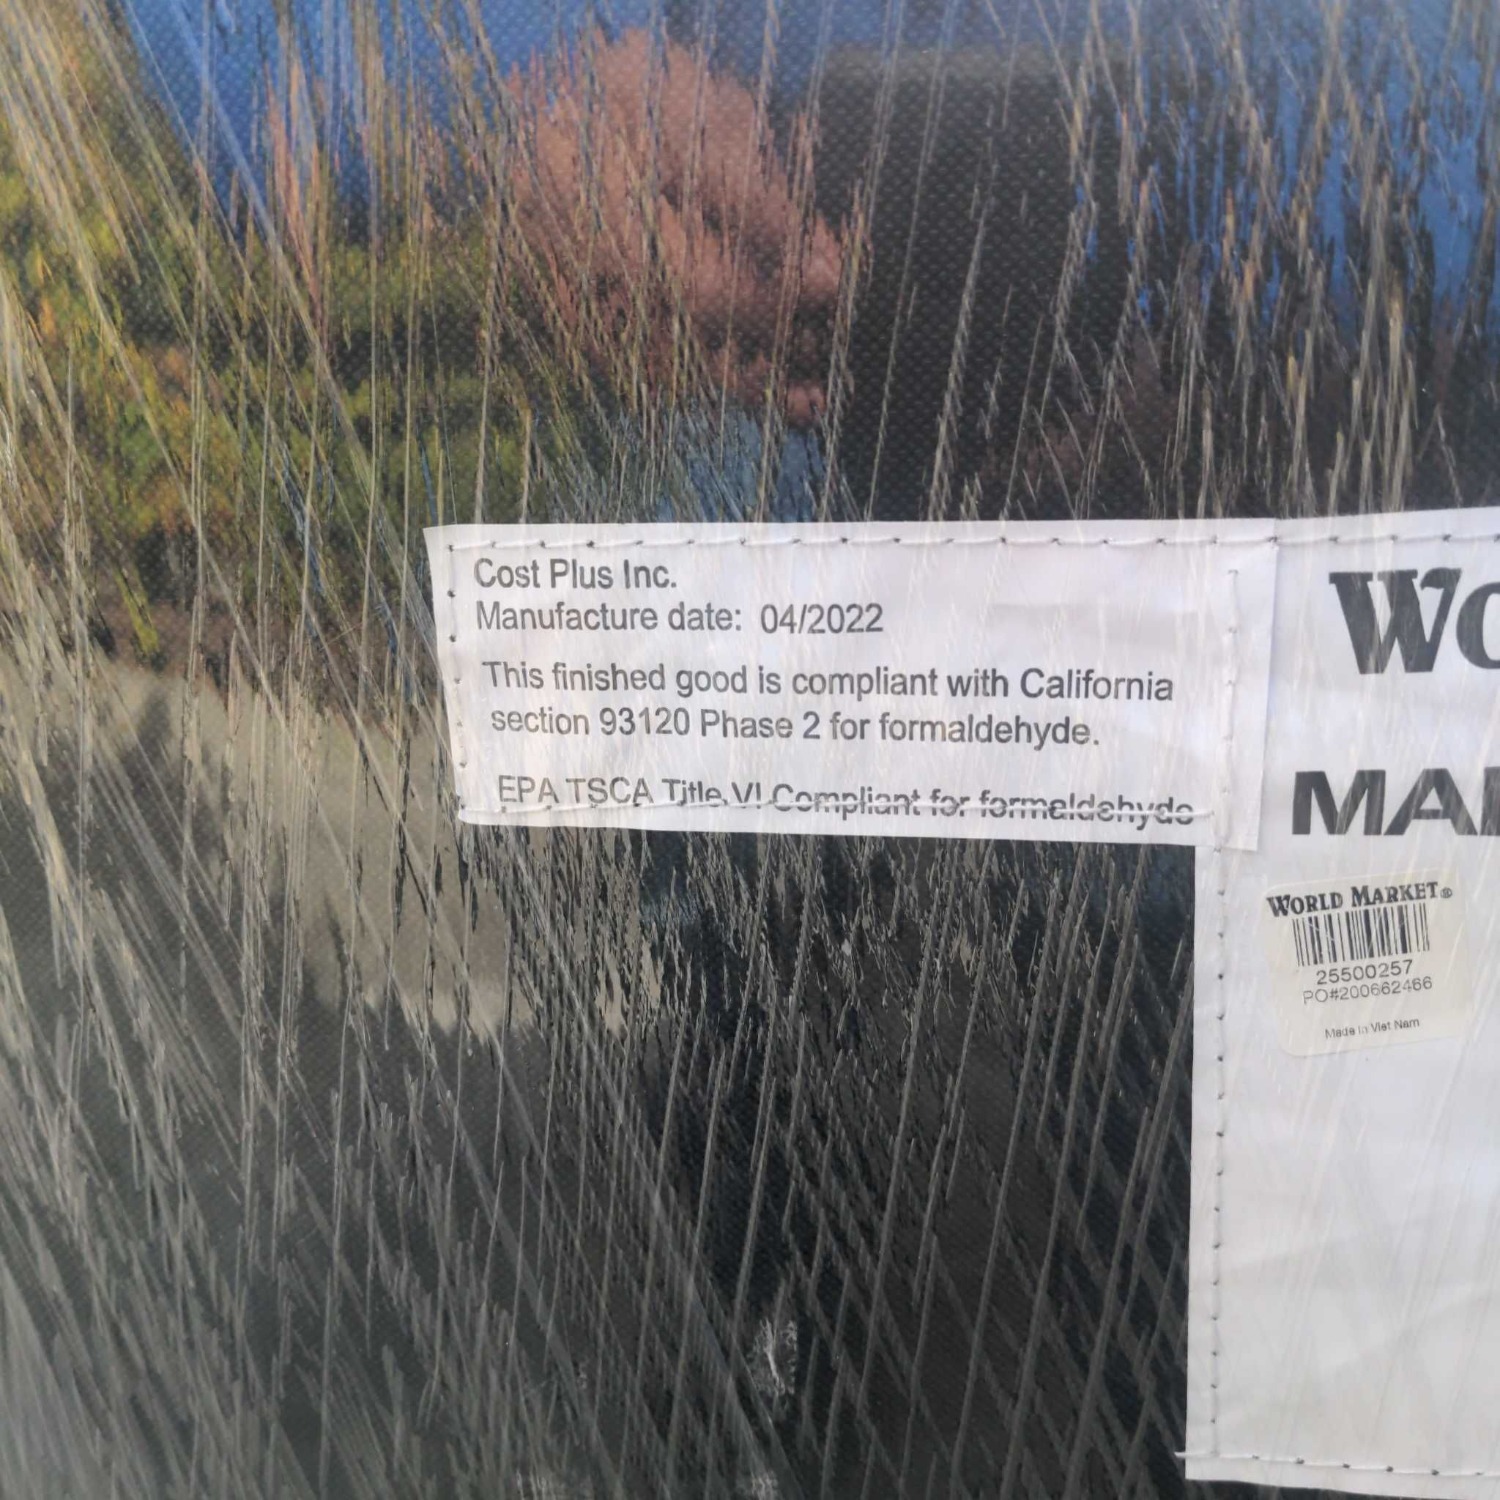 Cost Plus Inc.
Manufacture date: 04/2022
This finished good is compliant with California
section 93120 Phase 2 for formaldehyde.
EPA TSCA Title VI Compliant for formaldehyde
WO
MA
WORLD MARKET®
25500257
PO#200662466
Made in Viet Nam